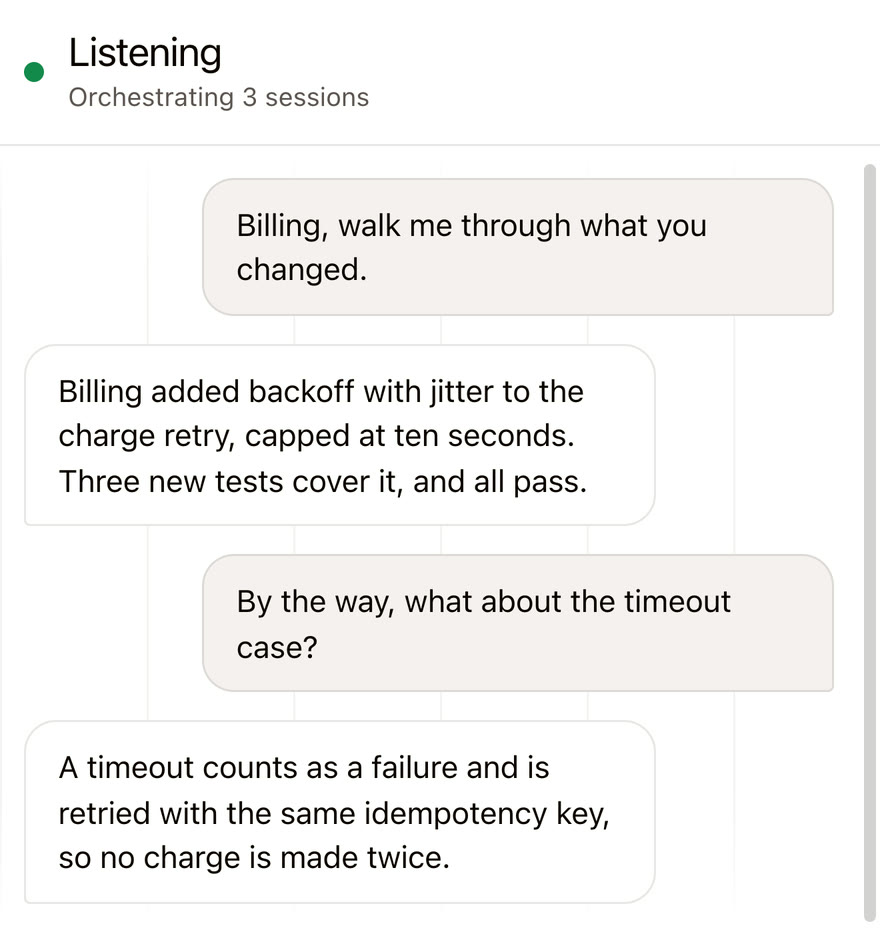 Listening
Orchestrating 3 sessions
Billing, walk me through what you
changed.
Billing added backoff with jitter to the
charge retry, capped at ten seconds.
Three new tests cover it, and all pass.
By the way, what about the timeout
case?
A timeout counts as a failure and is
retried with the same idempotency key,
so no charge is made twice.